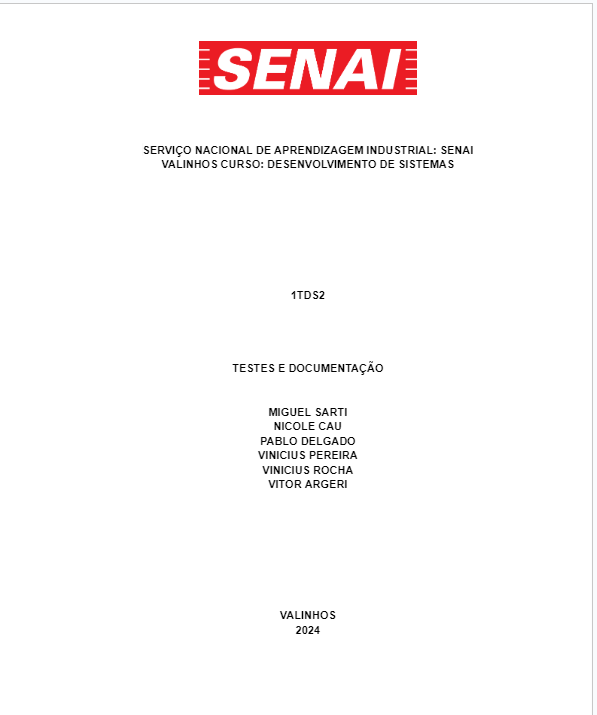 SENAI
SERVIÇO NACIONAL DE APRENDIZAGEM INDUSTRIAL: SENAI
VALINHOS CURSO: DESENVOLVIMENTO DE SISTEMAS
1TDS2
TESTES E DOCUMENTAÇÃO
MIGUEL SARTI
NICOLE CAU
PABLO DELGADO
VINICIUS PEREIRA
VINICIUS ROCHA
VITOR ARGERI
VALINHOS
2024